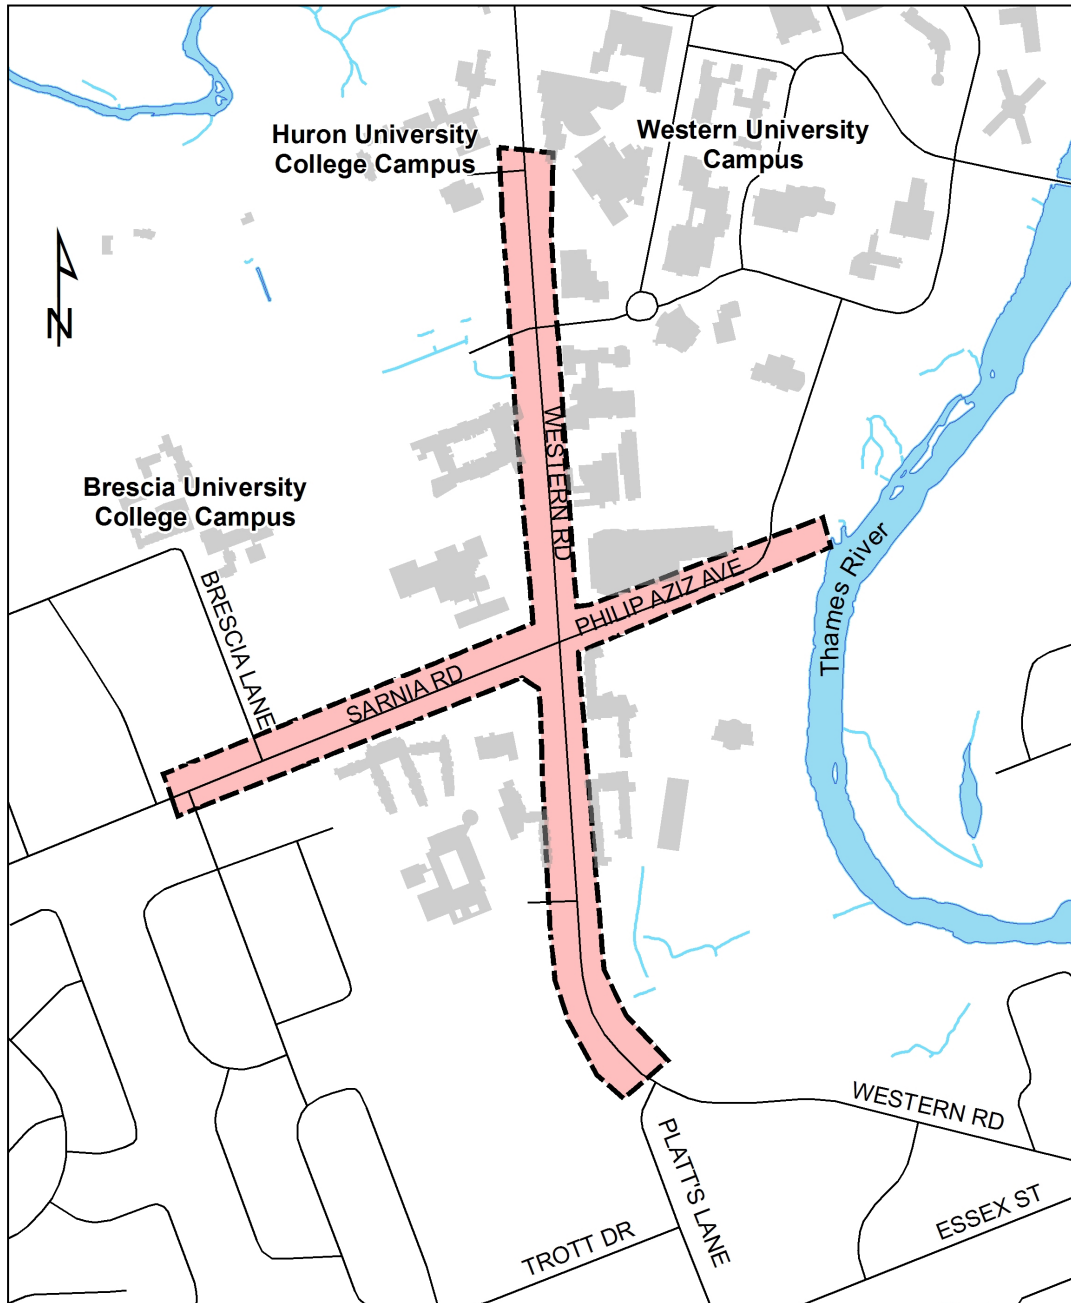 Huron University
College Campus
Western University
Campus
N
WESTERN RD
Brescia University
College Campus
BRESCIA LANE
PHILIP AZIZ AVE
Thames River
SARNIA RD
WESTERN RD
PLATT'S LANE
ESSEX ST
TROTT DR